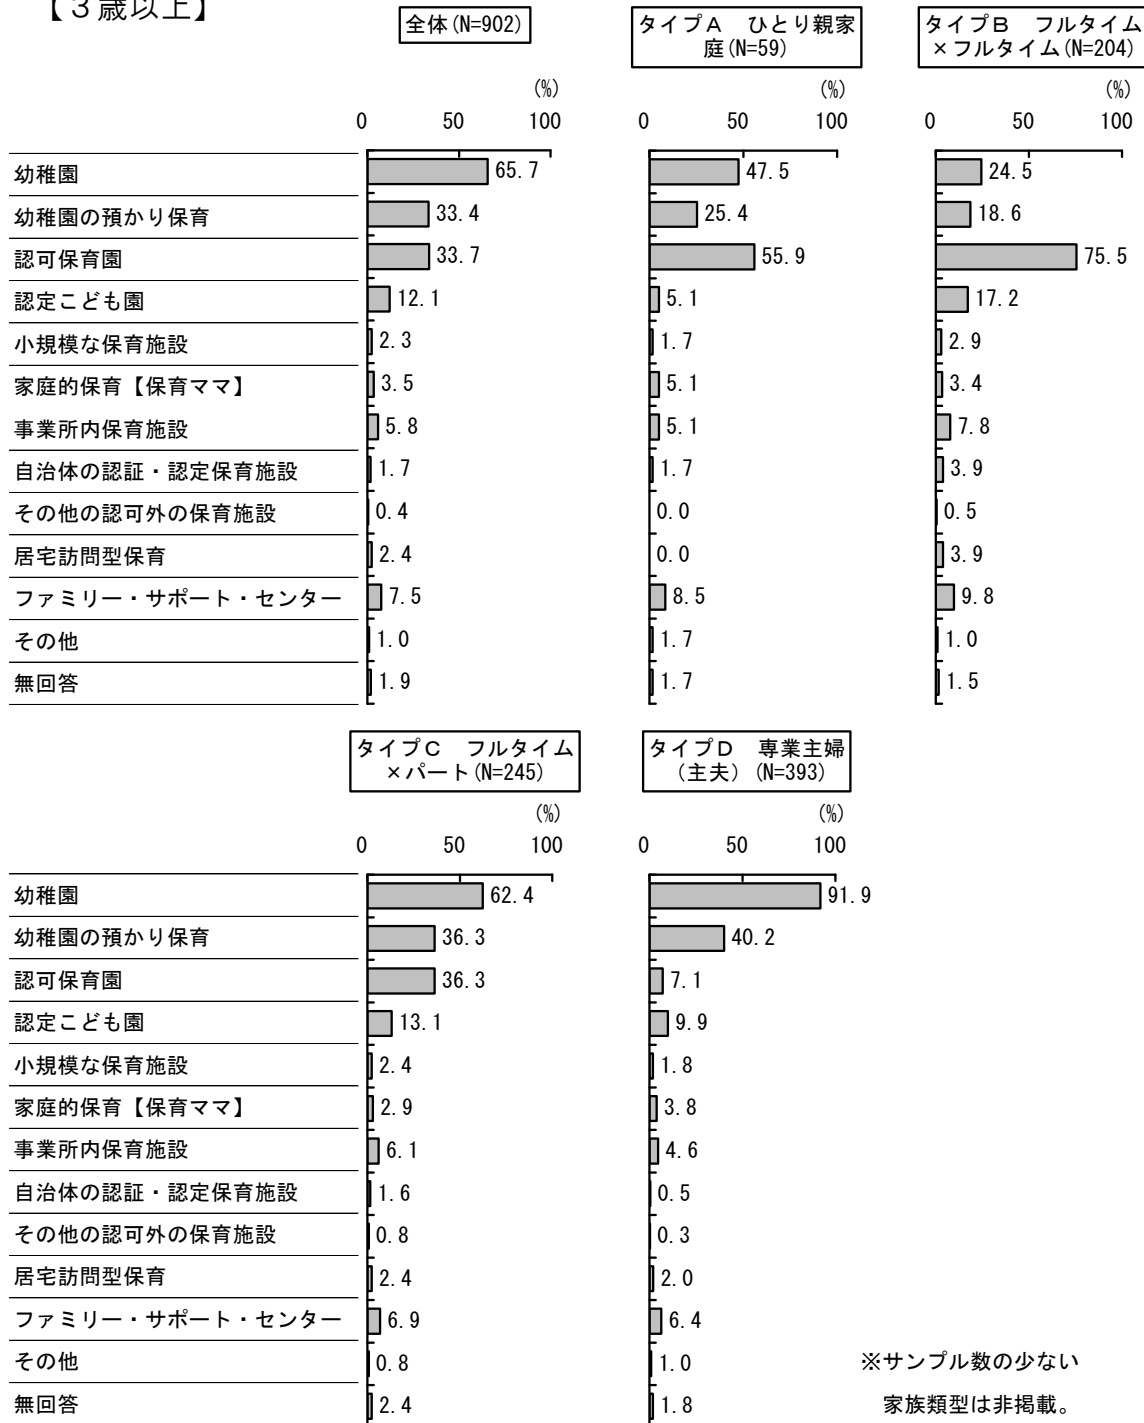 【３歳以上】
全体(N=902)
タイプＡ　ひとり親家
庭(N=59)
タイプＢ　フルタイム
×フルタイム(N=204)
(%)
(%)
(%)
0 50 100
0 50 100
0 50 100
幼稚園 65.7 47.5 24.5
幼稚園の預かり保育 33.4 25.4 18.6
認可保育園 33.7 55.9 75.5
認定こども園 12.1 5.1 17.2
小規模な保育施設 2.3 1.7 2.9
家庭的保育【保育ママ】 3.5 5.1 3.4
事業所内保育施設 5.8 5.1 7.8
自治体の認証・認定保育施設 1.7 1.7 3.9
その他の認可外の保育施設 0.4 0.0 0.5
居宅訪問型保育 2.4 0.0 3.9
ファミリー・サポート・センター 7.5 8.5 9.8
その他 1.0 1.7 1.0
無回答 1.9 1.7 1.5
タイプＣ　フルタイム
×パート(N=245)
タイプＤ　専業主婦
（主夫）(N=393)
(%)
(%)
0 50 100
0 50 100
幼稚園 62.4 91.9
幼稚園の預かり保育 36.3 40.2
認可保育園 36.3 7.1
認定こども園 13.1 9.9
小規模な保育施設 2.4 1.8
家庭的保育【保育ママ】 2.9 3.8
事業所内保育施設 6.1 4.6
自治体の認証・認定保育施設 1.6 0.5
その他の認可外の保育施設 0.8 0.3
居宅訪問型保育 2.4 2.0
ファミリー・サポート・センター 6.9 6.4
その他 0.8 1.0
※サンプル数の少ない
無回答 2.4 1.8
家族類型は非掲載。